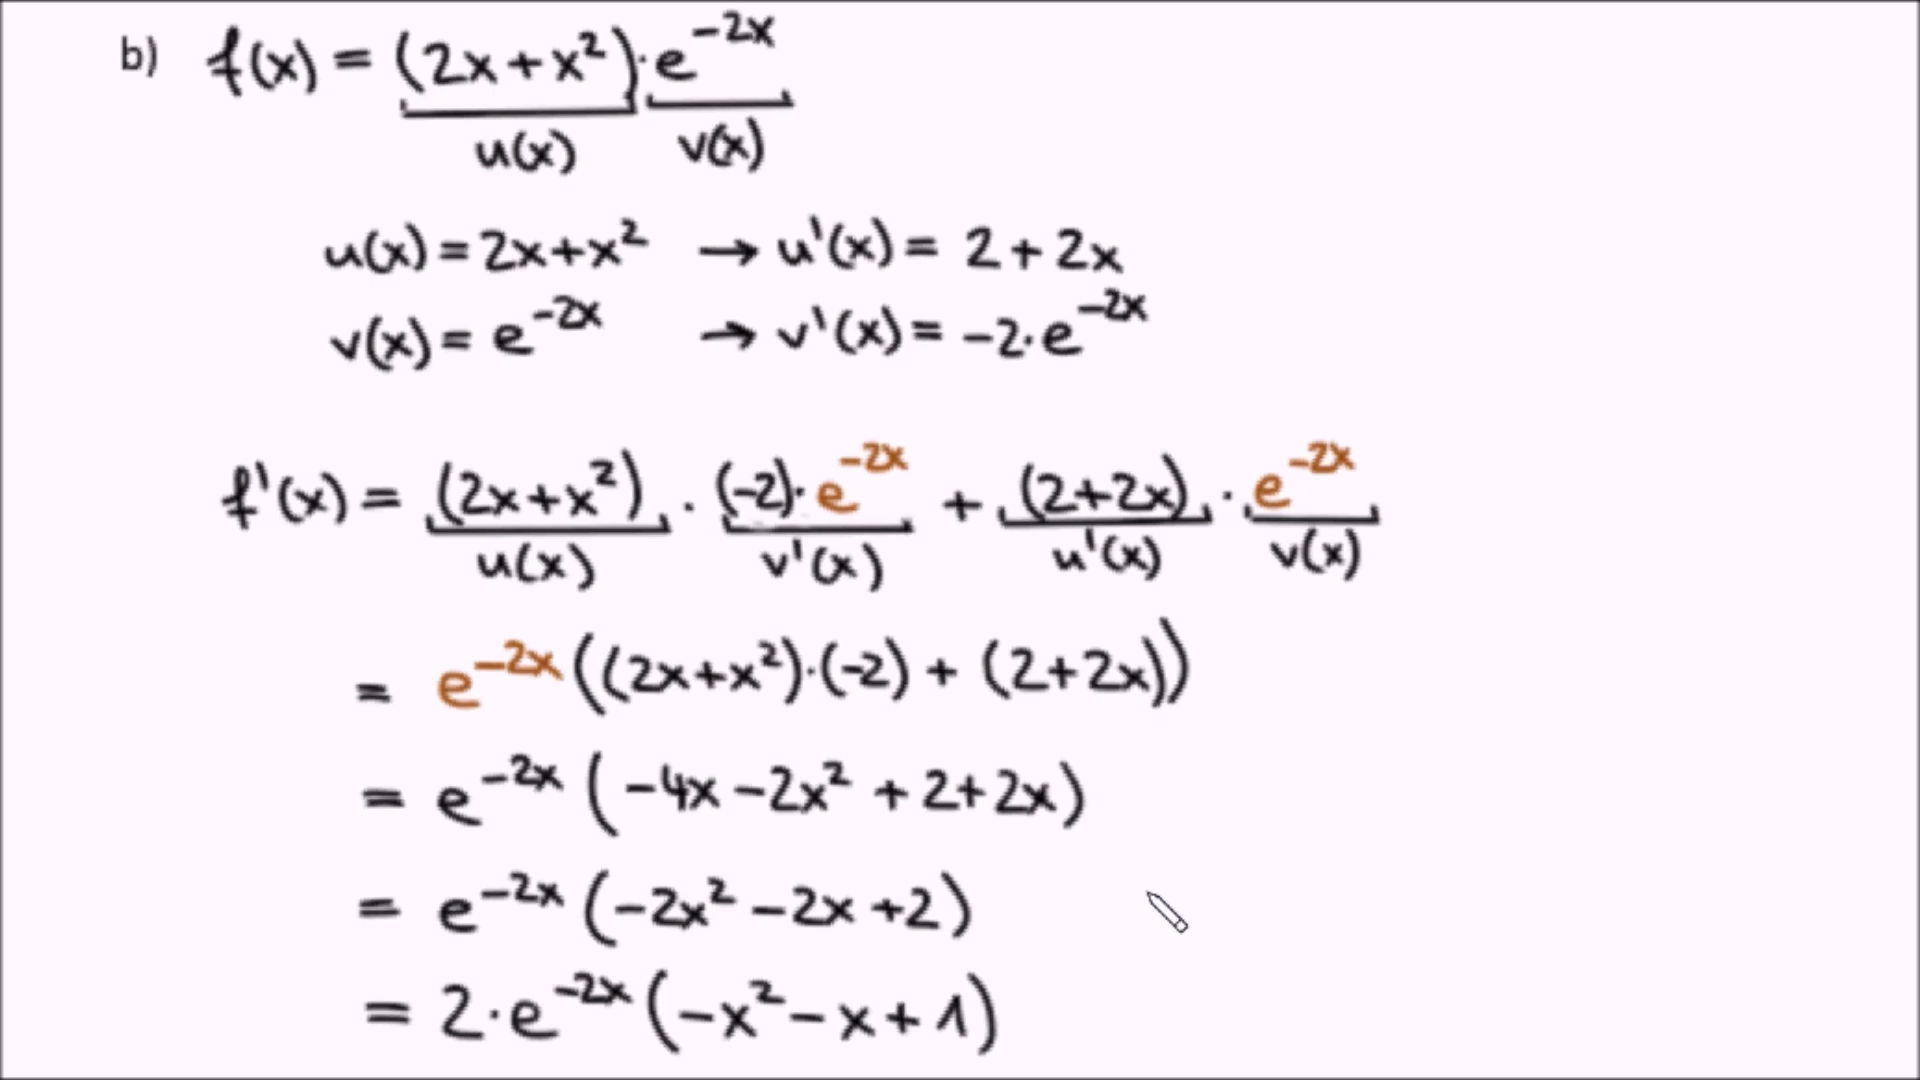 b) f(x) = (2x+x²)·e⁻²ˣ
u(x) v(x)
u(x) = 2x+x² → u'(x) = 2+2x
v(x) = e⁻²ˣ → v'(x) = -2·e⁻²ˣ
f'(x) = (2x+x²) · (-2)·e⁻²ˣ + (2+2x) · e⁻²ˣ
u(x) v'(x) u'(x) v(x)
= e⁻²ˣ ((2x+x²)·(-2) + (2+2x))
= e⁻²ˣ (-4x-2x²+2+2x)
= e⁻²ˣ (-2x²-2x+2)
= 2·e⁻²ˣ (-x²-x+1)